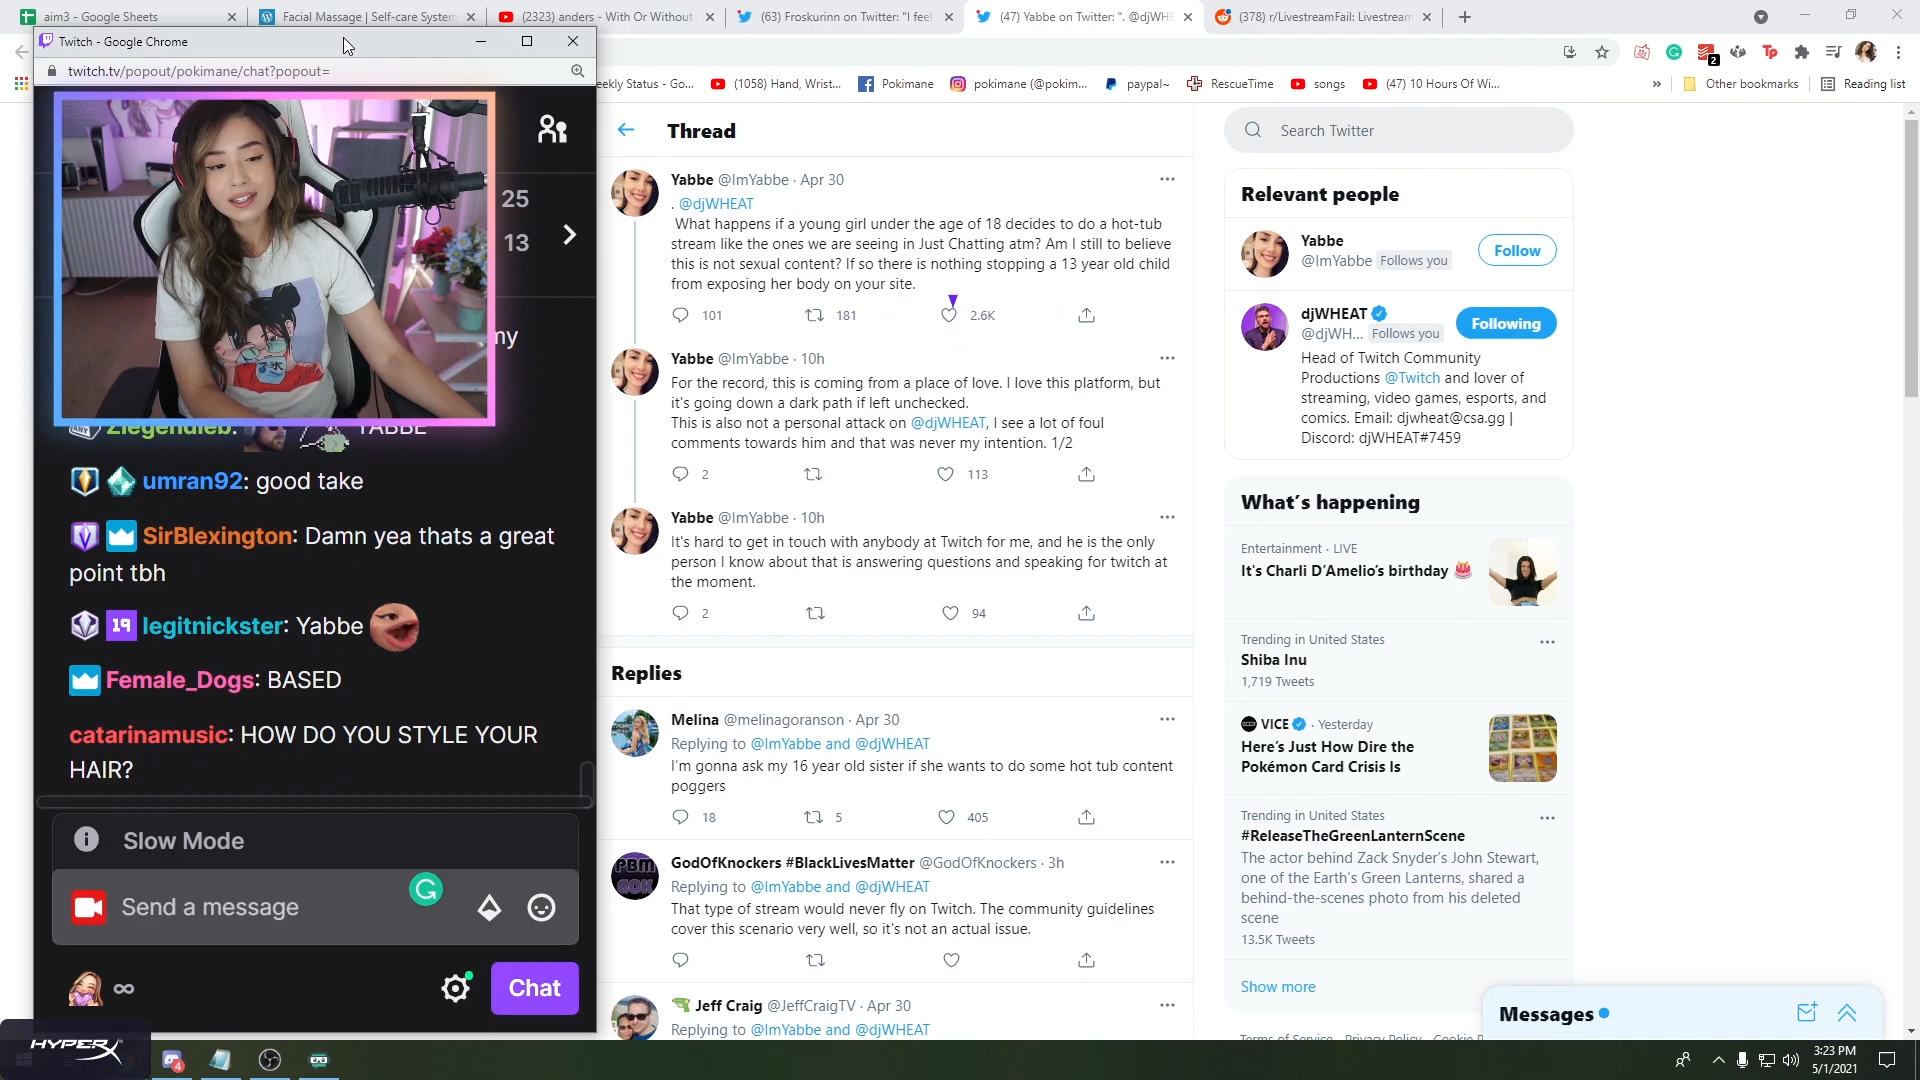 aim3 - Google Sheets
Facial Massage | Self-care System
(2323) anders - With Or Without
(63) Froskurinn on Twitter: "I feel
(47) Yabbe on Twitter: ". @djWHE
(378) r/LivestreamFail: Livestream
Twitch - Google Chrome
twitch.tv/popout/pokimane/chat?popout=
eekly Status - Go...
(1058) Hand, Wrist...
Pokimane
pokimane (@pokim...
paypal~
RescueTime
songs
(47) 10 Hours Of Wi...
Other bookmarks
Reading list
25
13
my
Ziegendieb: YABBE
umran92: good take
SirBlexington: Damn yea thats a great
point tbh
legitnickster: Yabbe
Female_Dogs: BASED
catarinamusic: HOW DO YOU STYLE YOUR
HAIR?
Slow Mode
Send a message
Chat
Thread
Yabbe @ImYabbe · Apr 30
. @djWHEAT
What happens if a young girl under the age of 18 decides to do a hot-tub
stream like the ones we are seeing in Just Chatting atm? Am I still to believe
this is not sexual content? If so there is nothing stopping a 13 year old child
from exposing her body on your site.
101 181 2.6K
Yabbe @ImYabbe · 10h
For the record, this is coming from a place of love. I love this platform, but
it's going down a dark path if left unchecked.
This is also not a personal attack on @djWHEAT, I see a lot of foul
comments towards him and that was never my intention. 1/2
2 113
Yabbe @ImYabbe · 10h
It's hard to get in touch with anybody at Twitch for me, and he is the only
person I know about that is answering questions and speaking for twitch at
the moment.
2 94
Replies
Melina @melinagoranson · Apr 30
Replying to @ImYabbe and @djWHEAT
I'm gonna ask my 16 year old sister if she wants to do some hot tub content
poggers
18 5 405
GodOfKnockers #BlackLivesMatter @GodOfKnockers · 3h
Replying to @ImYabbe and @djWHEAT
That type of stream would never fly on Twitch. The community guidelines
cover this scenario very well, so it's not an actual issue.
Jeff Craig @JeffCraigTV · Apr 30
Replying to @ImYabbe and @djWHEAT
Search Twitter
Relevant people
Yabbe
@ImYabbe Follows you
Follow
djWHEAT
@djWH... Follows you
Following
Head of Twitch Community
Productions @Twitch and lover of
streaming, video games, esports, and
comics. Email: djwheat@csa.gg |
Discord: djWHEAT#7459
What's happening
Entertainment · LIVE
It's Charli D'Amelio's birthday
Trending in United States
Shiba Inu
1,719 Tweets
VICE · Yesterday
Here's Just How Dire the
Pokémon Card Crisis Is
Trending in United States
#ReleaseTheGreenLanternScene
The actor behind Zack Snyder's John Stewart,
one of the Earth's Green Lanterns, shared a
behind-the-scenes photo from his deleted
scene
13.5K Tweets
Show more
Terms of Service Privacy Policy Cookie P
Messages
HYPERX
3:23 PM
5/1/2021